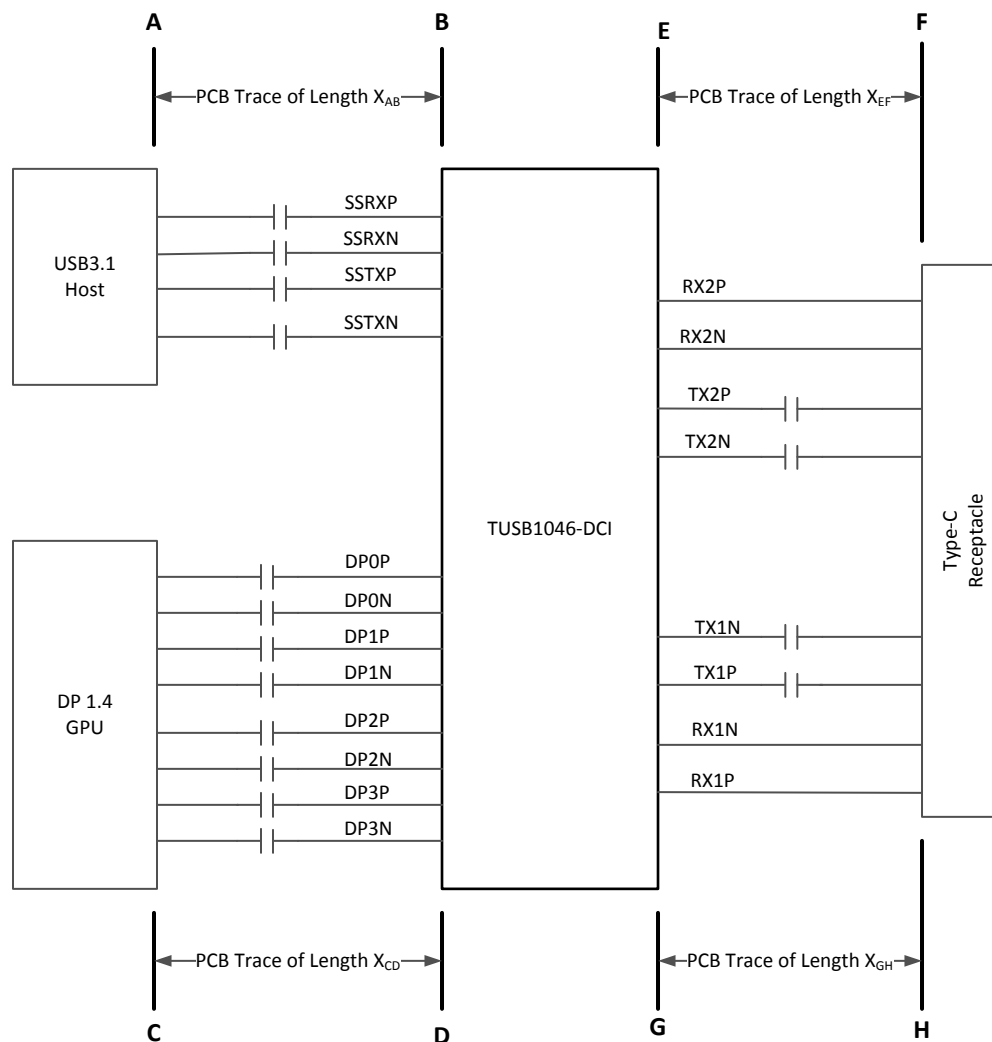 A
B
E
F
PCB Trace of Length XAB
PCB Trace of Length XEF
USB3.1
Host
SSRXP
SSRXN
SSTXP
SSTXN
RX2P
RX2N
TX2P
TX2N
TUSB1046-DCI
Type-C
Receptacle
DP 1.4
GPU
DP0P
DP0N
DP1P
DP1N
DP2P
DP2N
DP3P
DP3N
TX1N
TX1P
RX1N
RX1P
PCB Trace of Length XCD
PCB Trace of Length XGH
C
D
G
H